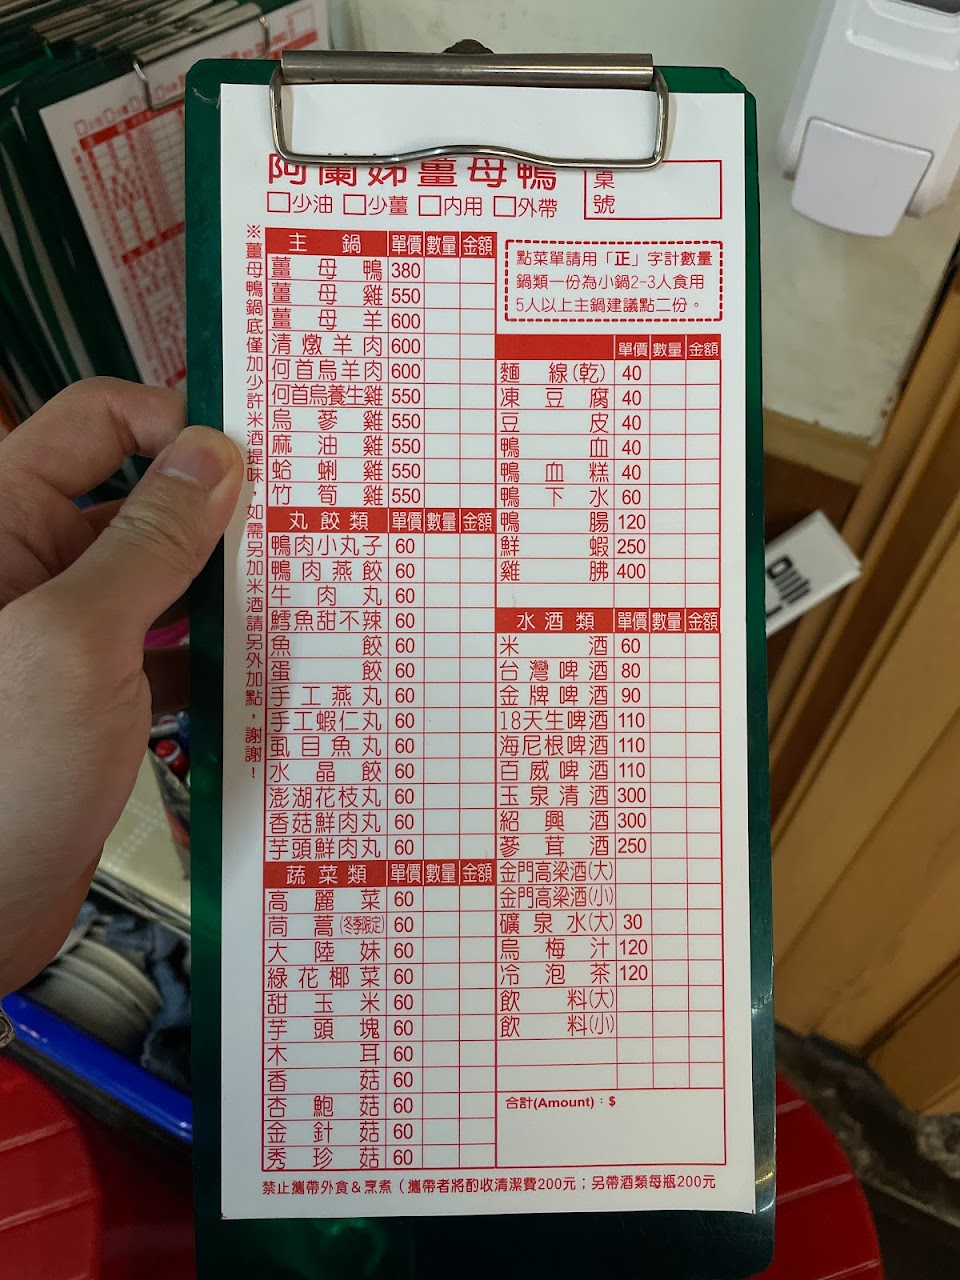 阿蘭姊薑母鴨
桌號
□少油 □少薑 □內用 □外帶
※薑母鴨鍋底僅加少許米酒提味，如需另加米酒請另外加點，謝謝！
主鍋 單價 數量 金額
薑母鴨 380
薑母雞 550
薑母羊 600
清燉羊肉 600
何首烏羊肉 600
何首烏養生雞 550
烏蔘雞 550
麻油雞 550
蛤蜊雞 550
竹筍雞 550
丸餃類 單價 數量 金額
鴨肉小丸子 60
鴨肉燕餃 60
牛肉丸 60
鱈魚甜不辣 60
魚餃 60
蛋餃 60
手工燕丸 60
手工蝦仁丸 60
虱目魚丸 60
水晶餃 60
澎湖花枝丸 60
香菇鮮肉丸 60
芋頭鮮肉丸 60
蔬菜類 單價 數量 金額
高麗菜 60
茼蒿(冬季限定) 60
大陸妹 60
綠花椰菜 60
甜玉米 60
芋頭塊 60
木耳 60
香菇 60
杏鮑菇 60
金針菇 60
秀珍菇 60
點菜單請用「正」字計數量
鍋類一份為小鍋2-3人食用
5人以上主鍋建議點二份。
單價 數量 金額
麵線(乾) 40
凍豆腐 40
豆皮 40
鴨血 40
鴨血糕 40
鴨下水 60
鴨腸 120
鮮蝦 250
雞胇 400
水酒類 單價 數量 金額
米酒 60
台灣啤酒 80
金牌啤酒 90
18天生啤酒 110
海尼根啤酒 110
百威啤酒 110
玉泉清酒 300
紹興酒 300
蔘茸酒 250
金門高粱酒(大)
金門高粱酒(小)
礦泉水(大) 30
烏梅汁 120
冷泡茶 120
飲料(大)
飲料(小)
合計(Amount)：$
禁止攜帶外食＆烹煮（攜帶者將酌收清潔費200元；另帶酒類每瓶200元